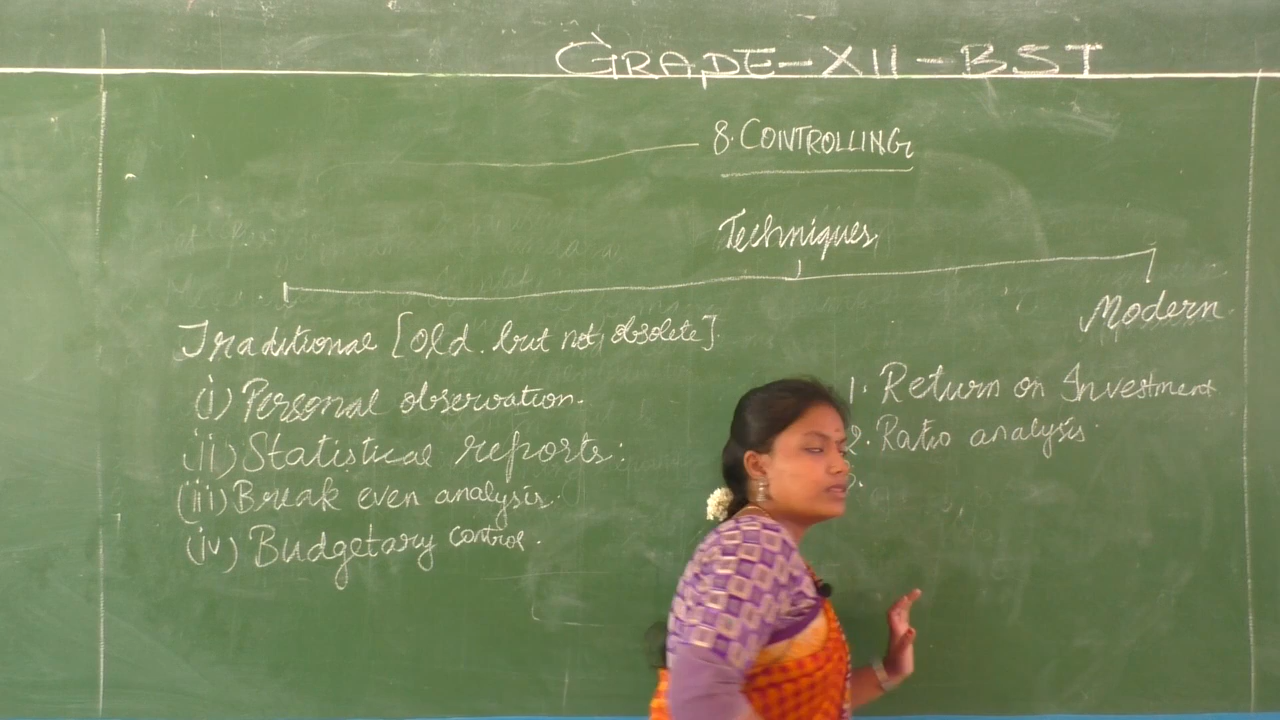 GRADE-XII-BST
8. CONTROLLING
Techniques
Modern
Traditional [Old but not obsolete].
(i) Personal observation.
(ii) Statistical reports:
(iii) Break even analysis.
(iv) Budgetary control.
1. Return on Investment
2. Ratio analysis.